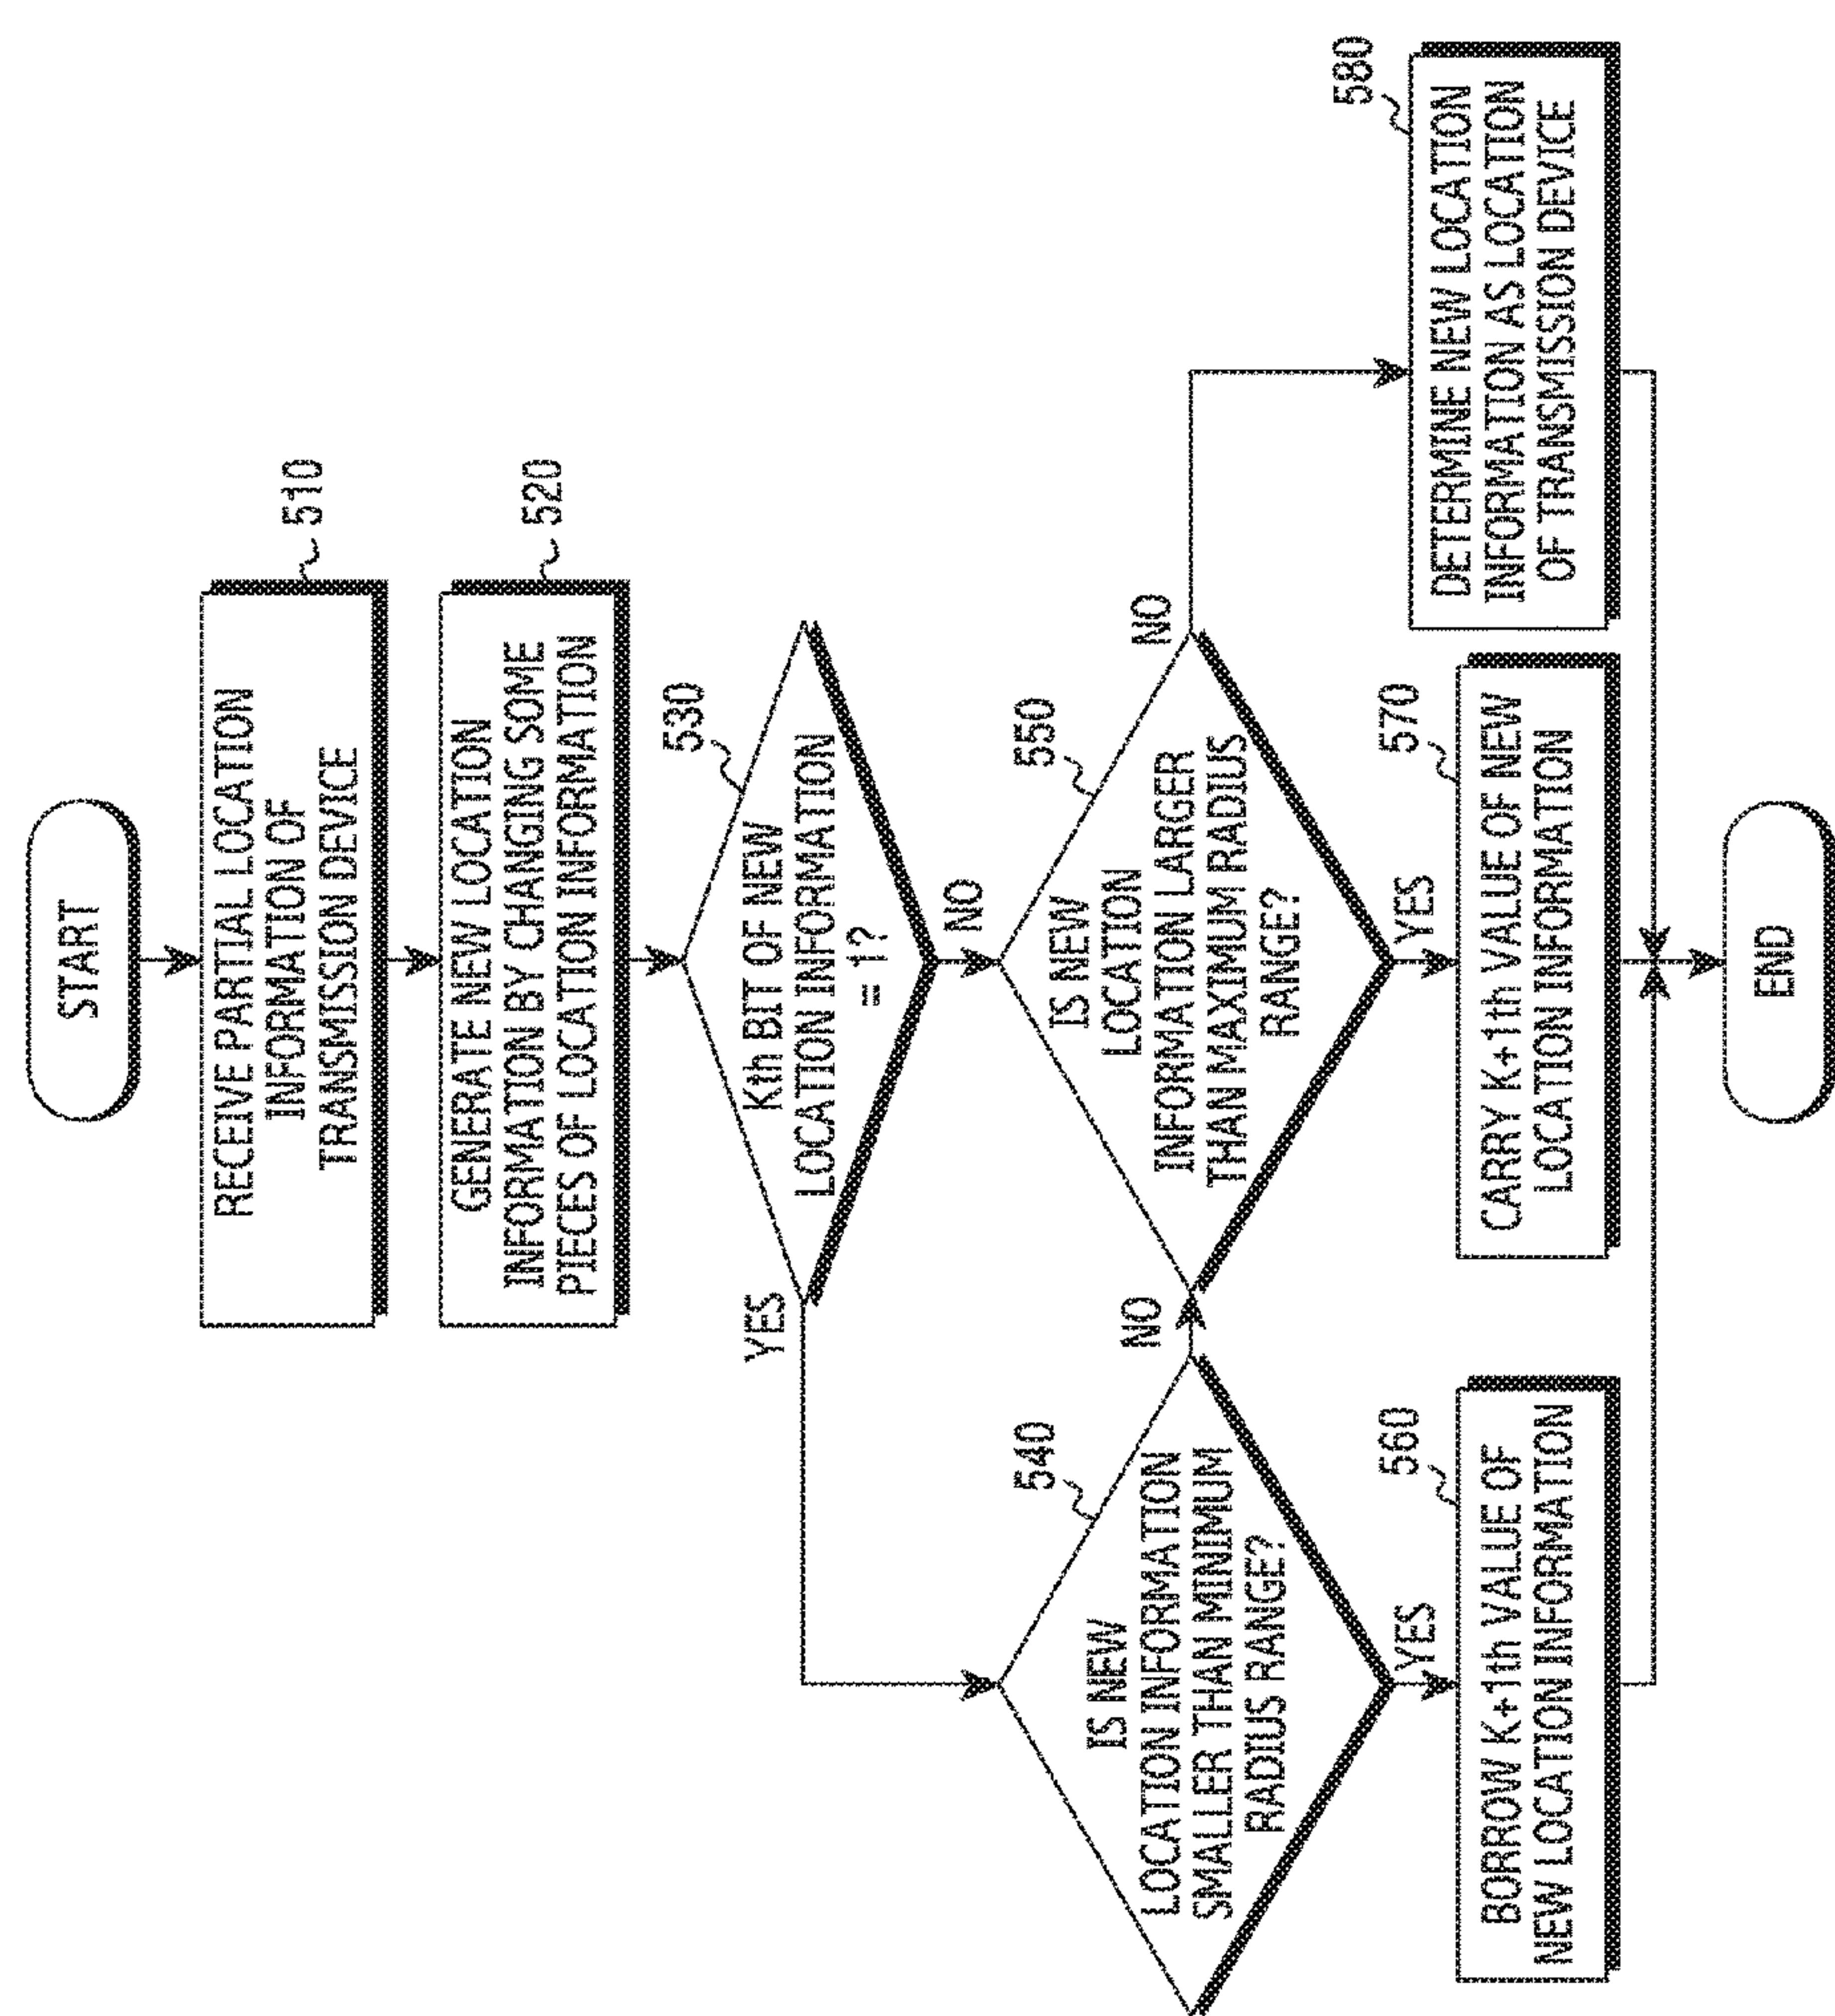 START
RECEIVE PARTIAL LOCATION
INFORMATION OF
TRANSMISSION DEVICE
510
GENERATE NEW LOCATION
INFORMATION BY CHANGING SOME
PIECES OF LOCATION INFORMATION
520
Kth BIT OF NEW
LOCATION INFORMATION
= 1?
530
YES
NO
IS NEW
LOCATION INFORMATION
SMALLER THAN MINIMUM
RADIUS RANGE?
540
NO
YES
IS NEW
LOCATION
INFORMATION LARGER
THAN MAXIMUM RADIUS
RANGE?
550
NO
YES
BORROW K+1th VALUE OF
NEW LOCATION INFORMATION
560
CARRY K+1th VALUE OF NEW
LOCATION INFORMATION
570
DETERMINE NEW LOCATION
INFORMATION AS LOCATION
OF TRANSMISSION DEVICE
580
END